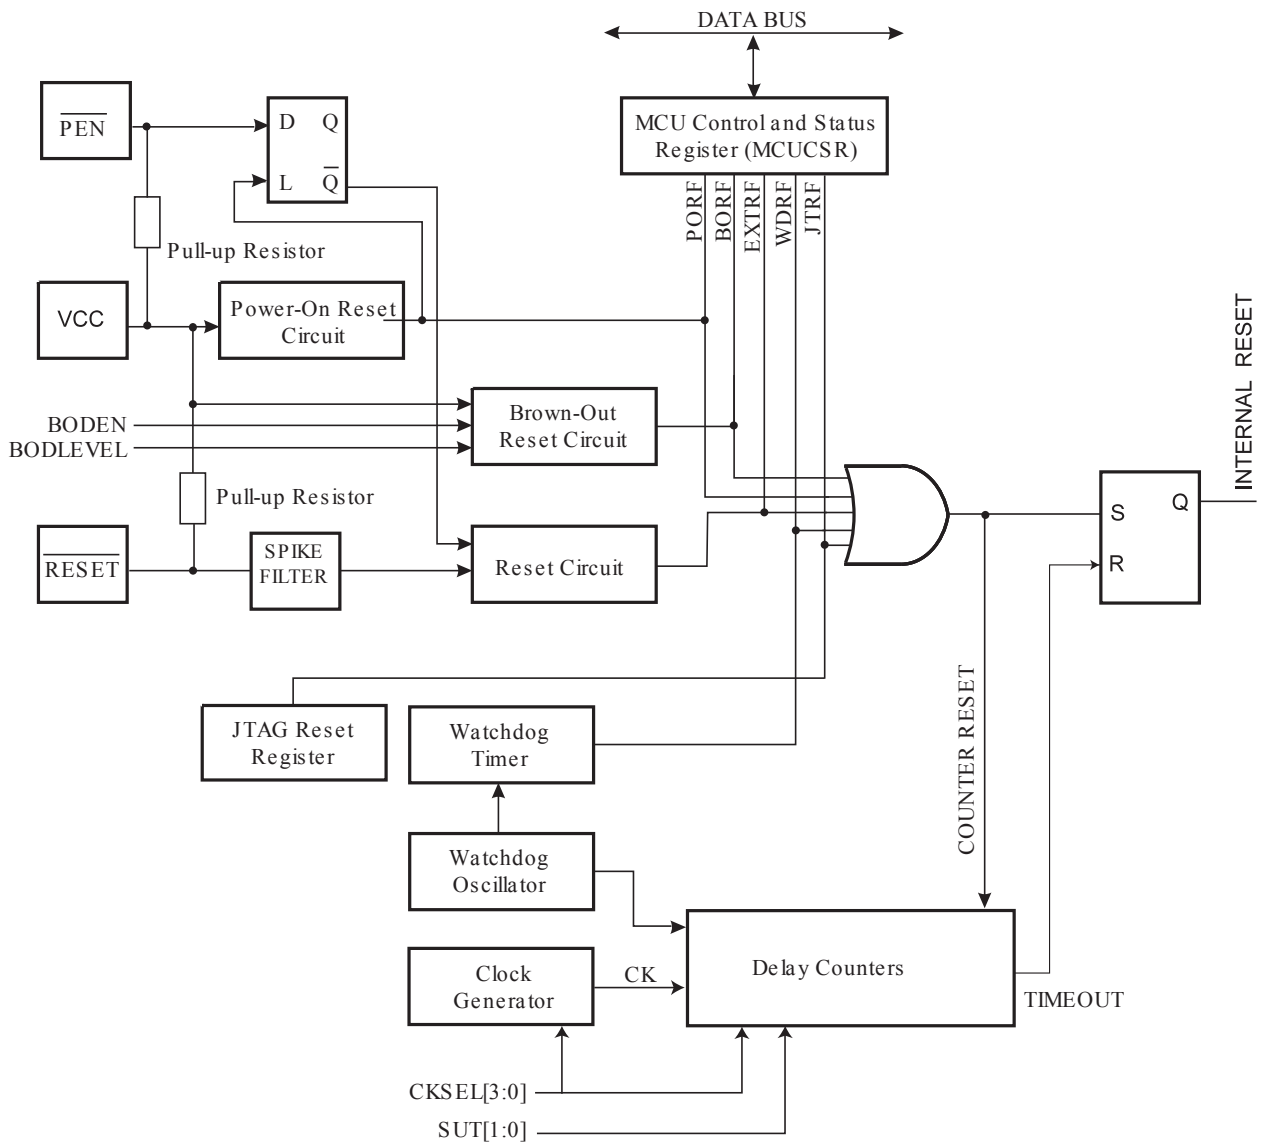 DATA BUS
PEN
D Q
L Q
MCU Control and Status
Register (MCUCSR)
PORF
BORF
EXTRF
WDRF
JTRF
Pull-up Resistor
VCC
Power-On Reset
Circuit
BODEN
BODLEVEL
Brown-Out
Reset Circuit
Pull-up Resistor
RESET
SPIKE
FILTER
Reset Circuit
S Q
R
INTERNAL RESET
JTAG Reset
Register
Watchdog
Timer
COUNTER RESET
Watchdog
Oscillator
Clock
Generator
CK
Delay Counters
TIMEOUT
CKSEL[3:0]
SUT[1:0]